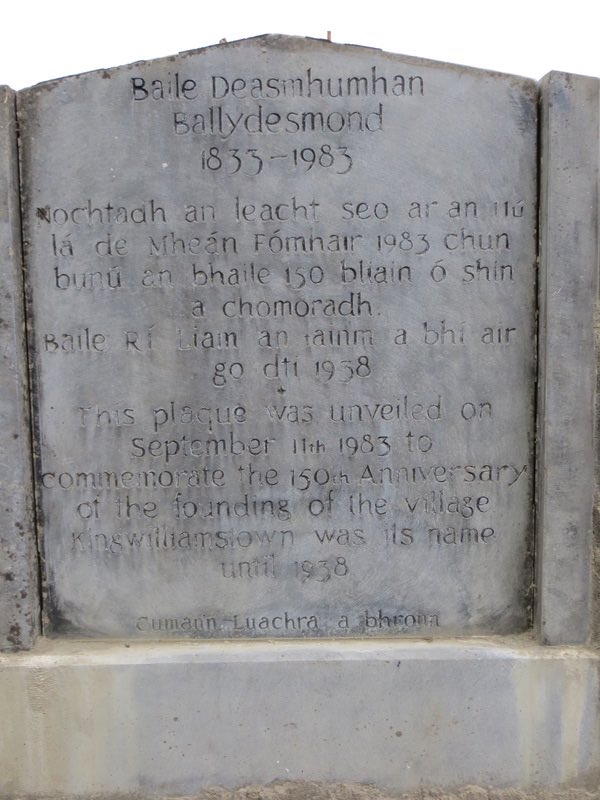 Baile Deasmhumhan
Ballydesmond
1833-1983
Nochtadh an leacht seo ar an 11ú
lá de Mheán Fómhair 1983 chun
bunú an bhaile 150 bliain ó shin
a chomoradh.
Baile Rí Liam an tainm a bhí air
go dtí 1938
This plaque was unveiled on
September 11th 1983 to
commemorate the 150th Anniversary
of the founding of the village
Kingwilliamstown was its name
until 1938
Cumann Luachra a bhronn